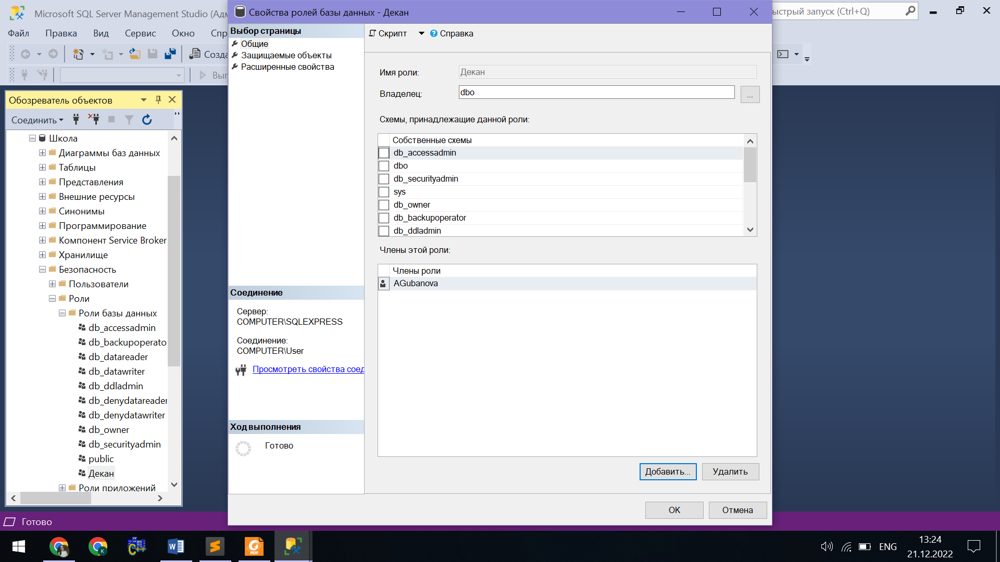 Microsoft SQL Server Management Studio (Адм
Свойства ролей базы данных - Декан
ыстрый запуск (Ctrl+Q)
Файл Правка Вид Сервис Окно Спр
Созда
Вып
Обозреватель объектов
Соединить
Школа
Диаграммы баз данных
Таблицы
Представления
Внешние ресурсы
Синонимы
Программирование
Компонент Service Broker
Хранилище
Безопасность
Пользователи
Роли
Роли базы данных
db_accessadmin
db_backupoperato
db_datareader
db_datawriter
db_ddladmin
db_denydatareader
db_denydatawriter
db_owner
db_securityadmin
public
Декан
Роли приложений
Готово
Выбор страницы
Общие
Защищаемые объекты
Расширенные свойства
Соединение
Сервер:
COMPUTER\SQLEXPRESS
Соединение:
COMPUTER\User
Просмотреть свойства соед
Ход выполнения
Готово
Скрипт Справка
Имя роли: Декан
Владелец: dbo ...
Схемы, принадлежащие данной роли:
Собственные схемы
db_accessadmin
dbo
db_securityadmin
sys
db_owner
db_backupoperator
db_ddladmin
Члены этой роли:
Члены роли
AGubanova
Добавить... Удалить
OK Отмена
C++
K
PDF
ENG
13:24
21.12.2022